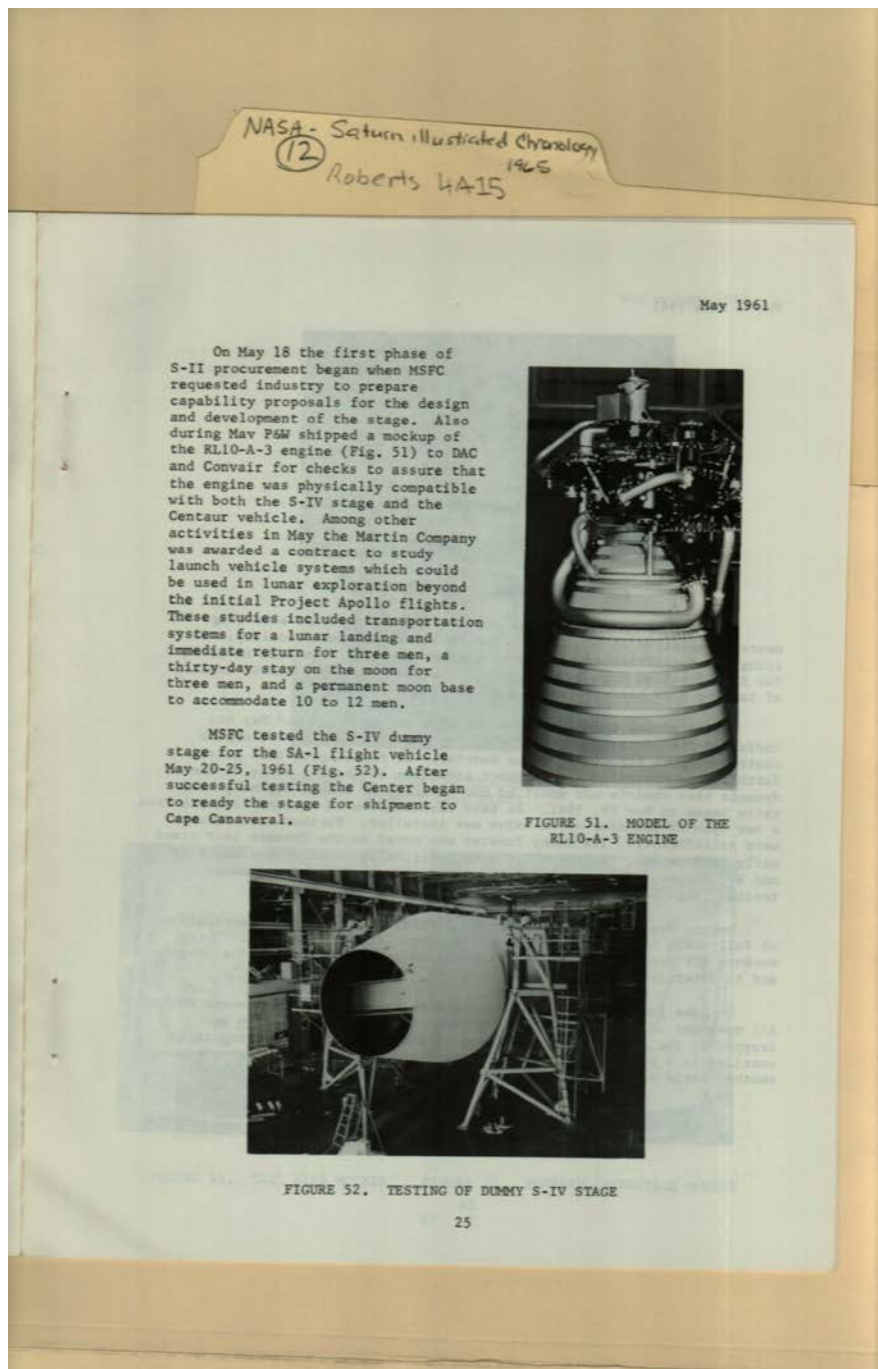 NASA - Saturn illustrated Chronology
12
1965
Roberts 4A15
May 1961
On May 18 the first phase of
S-II procurement began when MSFC
requested industry to prepare
capability proposals for the design
and development of the stage. Also
during May P&W shipped a mockup of
the RL10-A-3 engine (Fig. 51) to DAC
and Convair for checks to assure that
the engine was physically compatible
with both the S-IV stage and the
Centaur vehicle. Among other
activities in May the Martin Company
was awarded a contract to study
launch vehicle systems which could
be used in lunar exploration beyond
the initial Project Apollo flights.
These studies included transportation
systems for a lunar landing and
immediate return for three men, a
thirty-day stay on the moon for
three men, and a permanent moon base
to accommodate 10 to 12 men.
MSFC tested the S-IV dummy
stage for the SA-1 flight vehicle
May 20-25, 1961 (Fig. 52). After
successful testing the Center began
to ready the stage for shipment to
Cape Canaveral.
FIGURE 51. MODEL OF THE
RL10-A-3 ENGINE
FIGURE 52. TESTING OF DUMMY S-IV STAGE
25